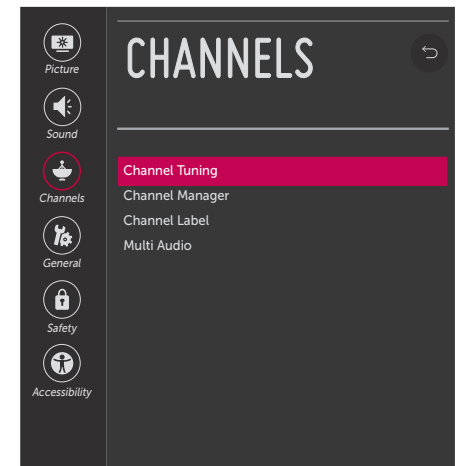 Picture
Sound
Channels
General
Safety
Accessibility
CHANNELS
Channel Tuning
Channel Manager
Channel Label
Multi Audio